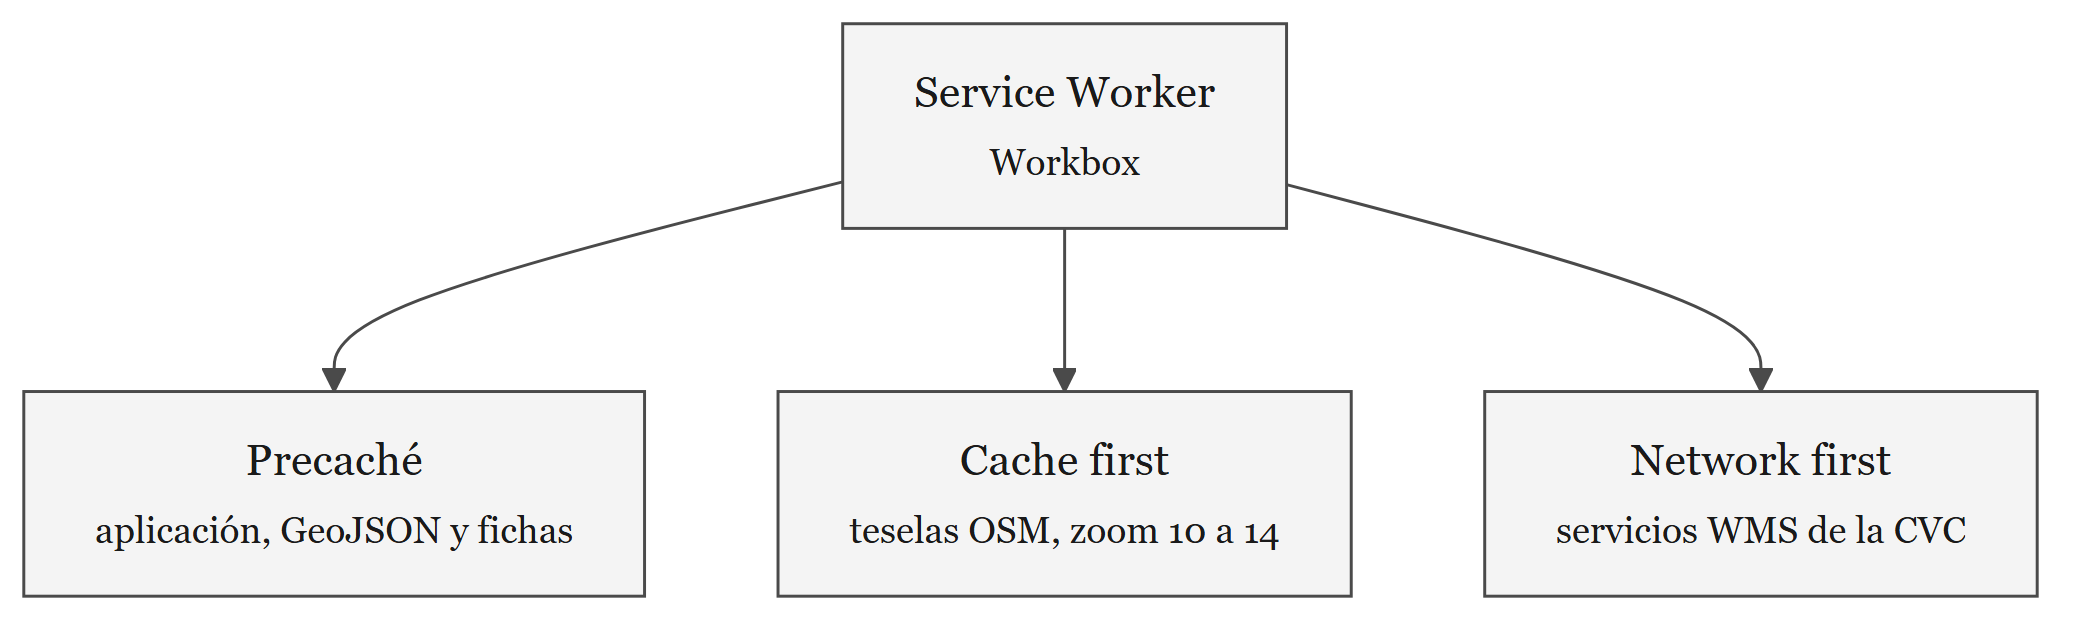 Service Worker
Workbox
Precaché
aplicación, GeoJSON y fichas
Cache first
teselas OSM, zoom 10 a 14
Network first
servicios WMS de la CVC